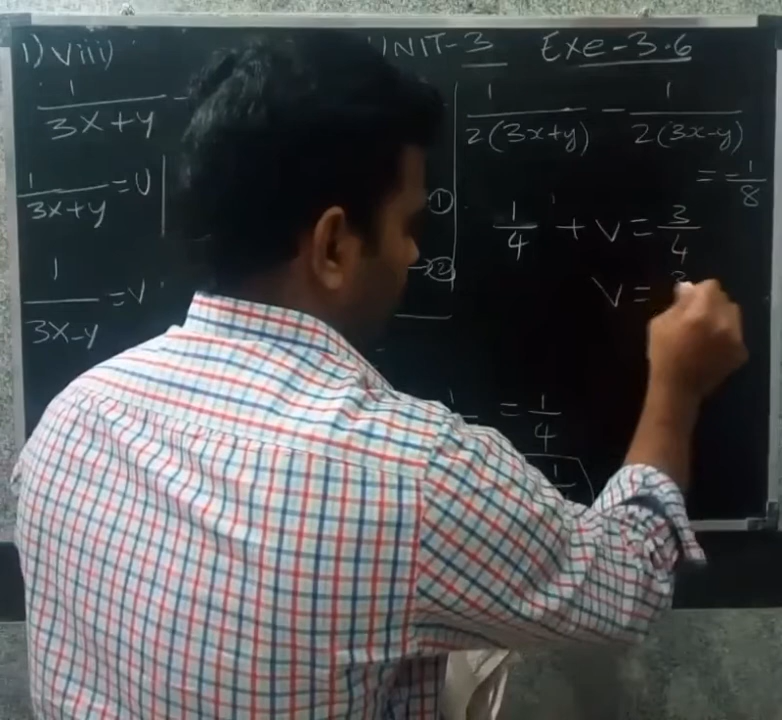 1) viii) UNIT-3 Exe-3.6
1/(3x+y) -
1/(3x+y) = U
1/(3x-y) = V
①
→ ②
= 1/4
1/(2(3x+y)) - 1/(2(3x-y))
= -1/8
1/4 + v = 3/4
v = 3